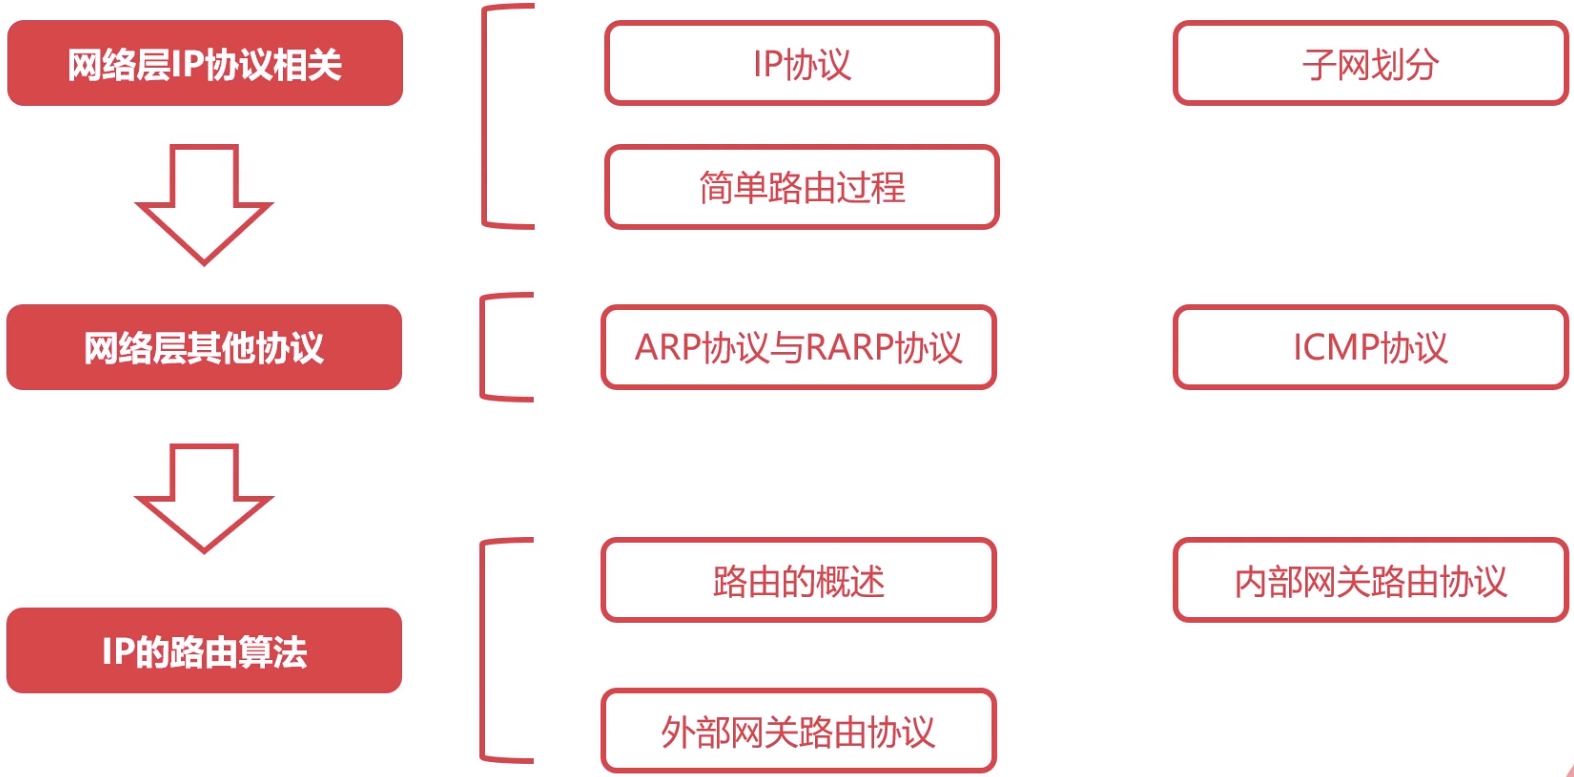 网络层IP协议相关
IP协议
子网划分
简单路由过程
网络层其他协议
ARP协议与RARP协议
ICMP协议
路由的概述
内部网关路由协议
IP的路由算法
外部网关路由协议